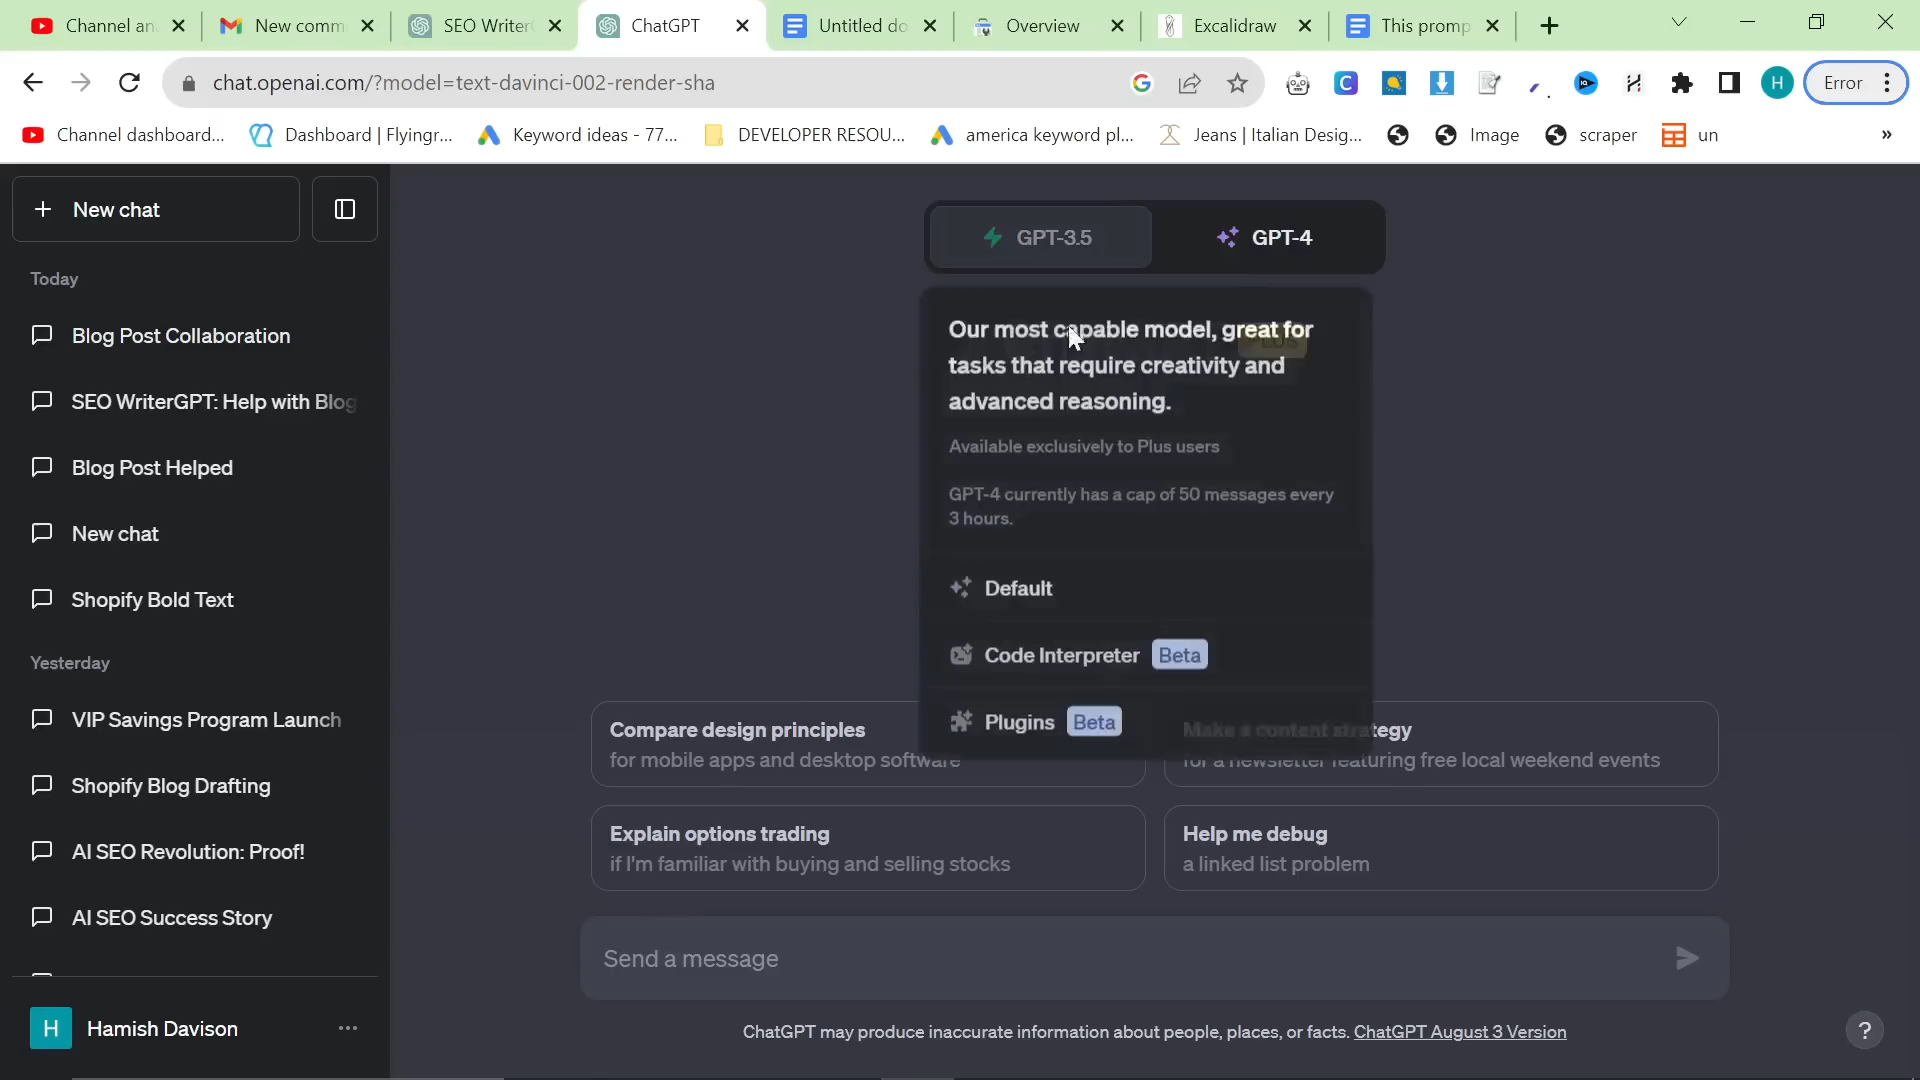 Channel an
New comm
SEO Writer
ChatGPT
Untitled do
Overview
Excalidraw
This promp
chat.openai.com/?model=text-davinci-002-render-sha
H
Error
Channel dashboard...
Dashboard | Flyingr...
Keyword ideas - 77...
DEVELOPER RESOU...
america keyword pl...
Jeans | Italian Desig...
Image
scraper
un
»
New chat
Today
Blog Post Collaboration
SEO WriterGPT: Help with Blog
Blog Post Helped
New chat
Shopify Bold Text
Yesterday
VIP Savings Program Launch
Shopify Blog Drafting
AI SEO Revolution: Proof!
AI SEO Success Story
H
Hamish Davison
GPT-3.5
GPT-4
Our most capable model, great for
tasks that require creativity and
advanced reasoning.
PLUS
Available exclusively to Plus users
GPT-4 currently has a cap of 50 messages every
3 hours.
Default
Code Interpreter Beta
Plugins Beta
Compare design principles
for mobile apps and desktop software
Make a content strategy
for a newsletter featuring free local weekend events
Explain options trading
if I'm familiar with buying and selling stocks
Help me debug
a linked list problem
Send a message
ChatGPT may produce inaccurate information about people, places, or facts. ChatGPT August 3 Version
?